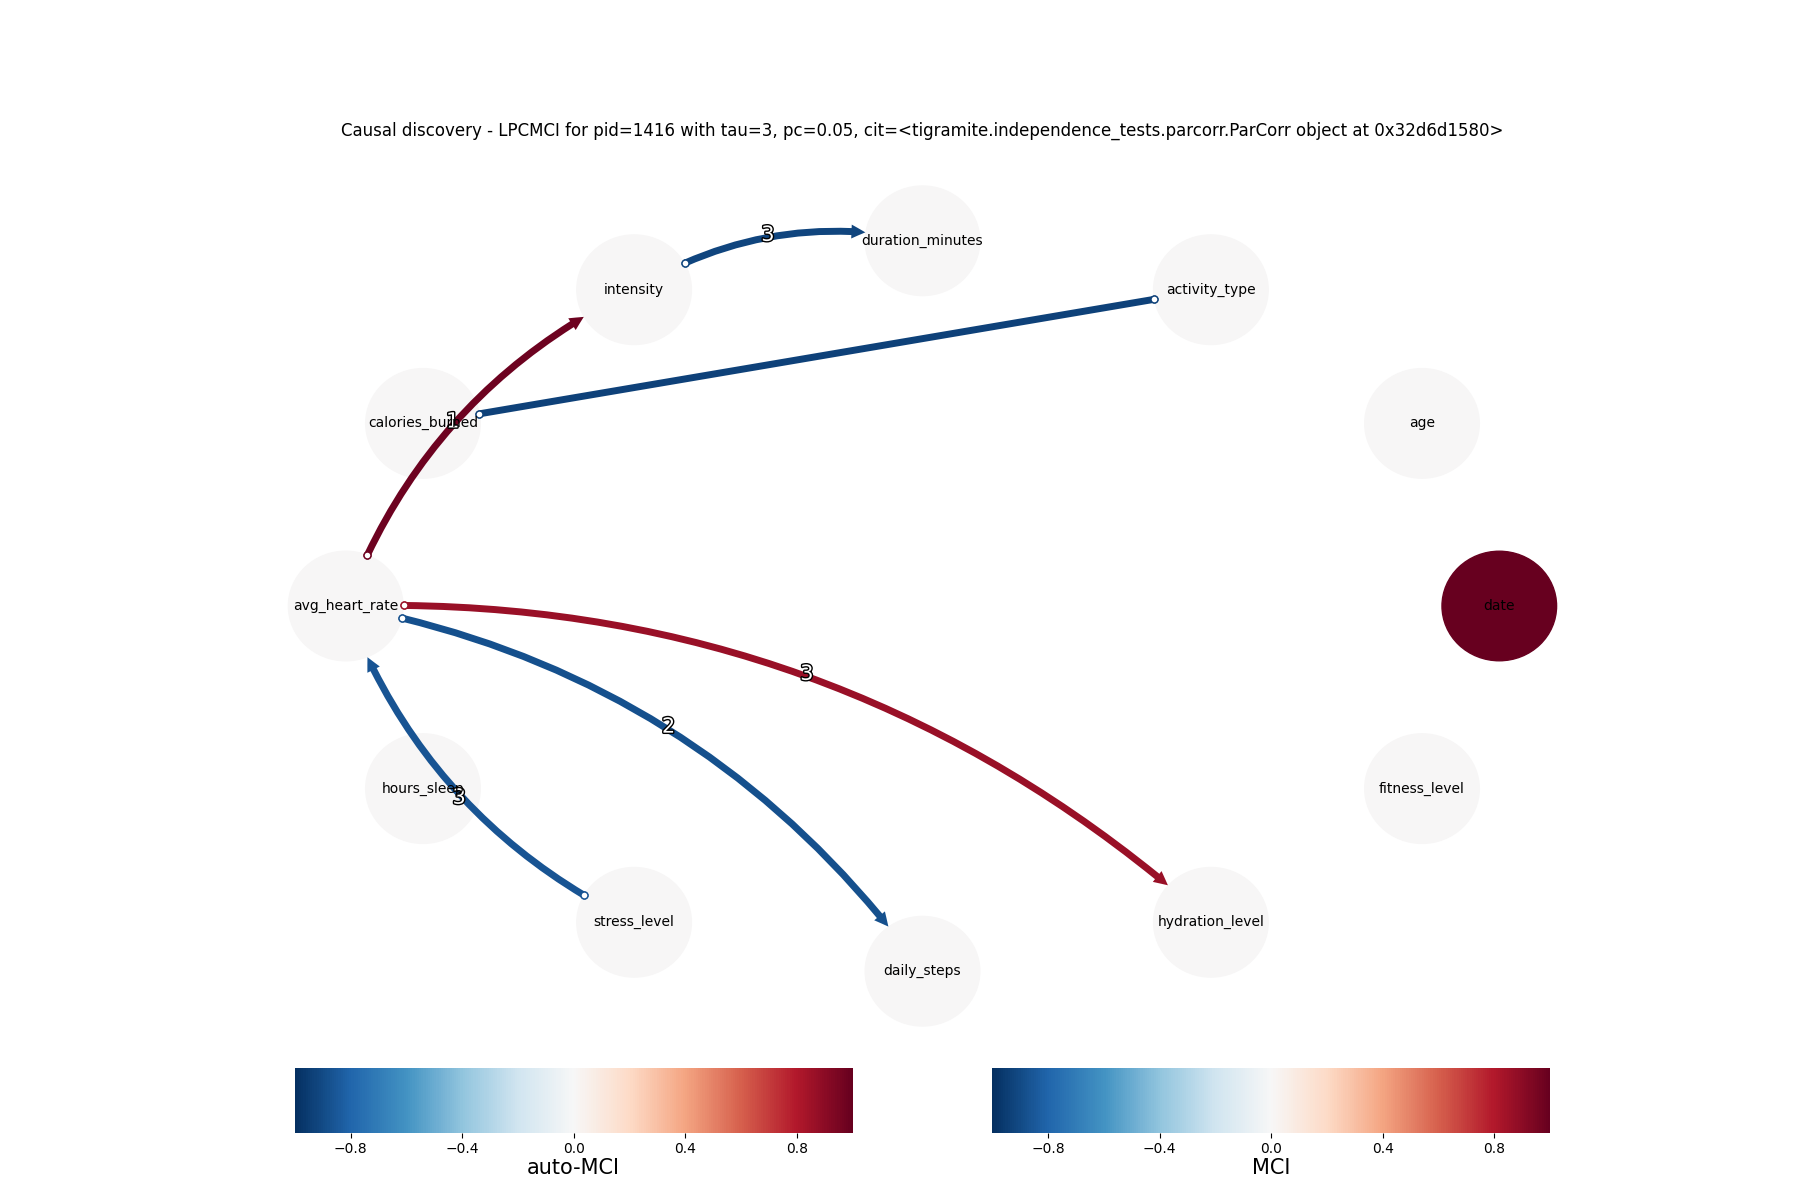 Causal discovery - LPCMCI for pid=1416 with tau=3, pc=0.05, cit=<tigramite.independence_tests.parcorr.ParCorr object at 0x32d6d1580>
duration_minutes
3
intensity
activity_type
calories_burned
1
age
avg_heart_rate
date
3
2
hours_sleep
3
fitness_level
stress_level
hydration_level
daily_steps
−0.8 −0.4 0.0 0.4 0.8
auto-MCI
−0.8 −0.4 0.0 0.4 0.8
MCI